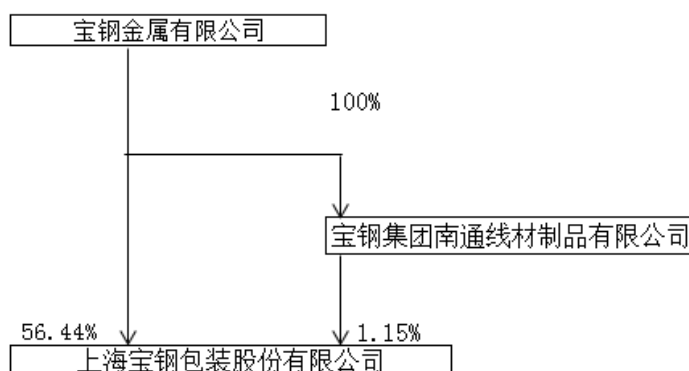 宝钢金属有限公司
100%
宝钢集团南通线材制品有限公司
56.44%
1.15%
上海宝钢包装股份有限公司